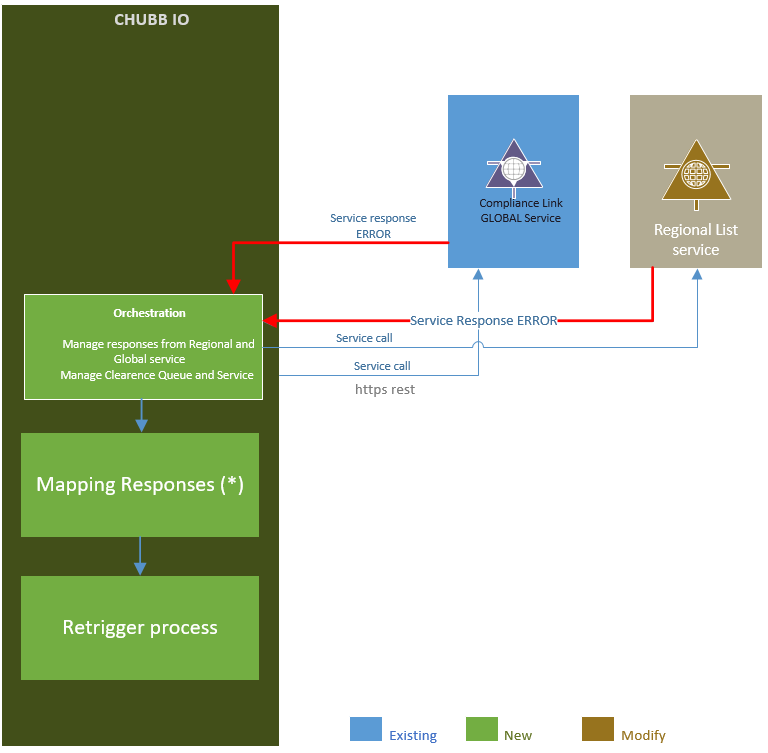 CHUBB IO
Compliance Link
GLOBAL Service
Regional List
service
Service response
ERROR
Orchestration
Manage responses from Regional and
Global service
Manage Clearence Queue and Service
Service Response ERROR
Service call
Service call
https rest
Mapping Responses (*)
Retrigger process
Existing
New
Modify